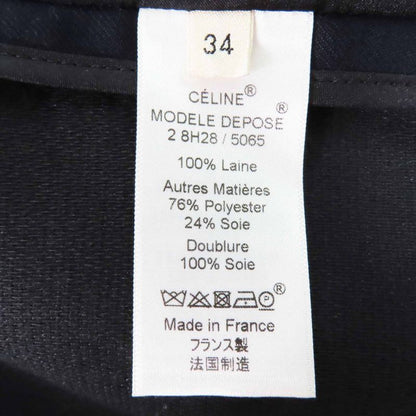 34
CÉLINE®
MODELE DEPOSE®
2 8H28 / 5065
100% Laine
Autres Matières
76% Polyester
24% Soie
Doublure
100% Soie
P ®
Made in France
フランス製
法国制造